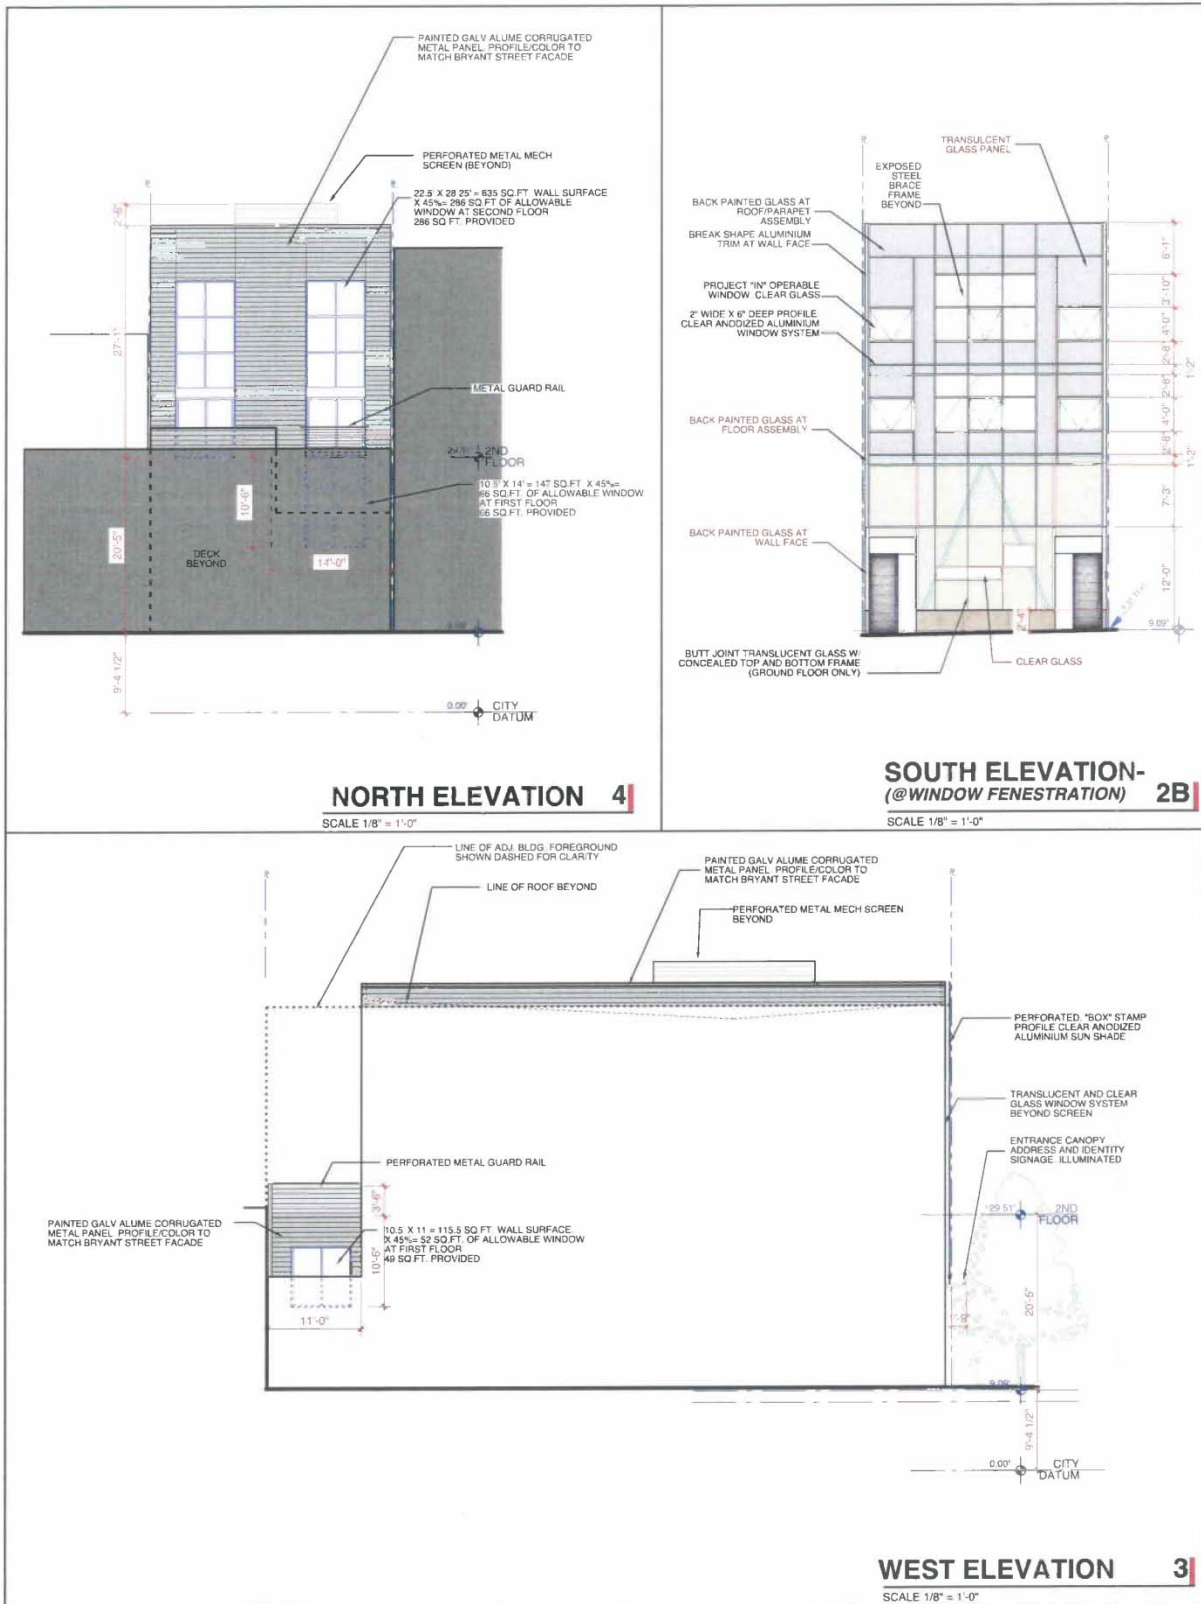 PAINTED GALV ALUME CORRUGATED
METAL PANEL. PROFILE/COLOR TO
MATCH BRYANT STREET FACADE
PERFORATED METAL MECH
SCREEN (BEYOND)
22.5' X 28 25' = 635 SQ.FT. WALL SURFACE
X 45%= 286 SQ.FT OF ALLOWABLE
WINDOW AT SECOND FLOOR
286 SQ.FT. PROVIDED
2'-6"
27'-1"
METAL GUARD RAIL
2ND
FLOOR
10.5' X 14' = 147 SQ.FT. X 45%=
66 SQ.FT. OF ALLOWABLE WINDOW
AT FIRST FLOOR
66 SQ.FT. PROVIDED
10'-6"
20'-5"
DECK
BEYOND
14'-0"
9'-4 1/2"
0.00'
CITY
DATUM
NORTH ELEVATION 4
SCALE 1/8" = 1'-0"
TRANSULCENT
GLASS PANEL
EXPOSED
STEEL
BRACE
FRAME
BEYOND
BACK PAINTED GLASS AT
ROOF/PARAPET
ASSEMBLY
BREAK SHAPE ALUMINIUM
TRIM AT WALL FACE
PROJECT "IN" OPERABLE
WINDOW. CLEAR GLASS
2" WIDE X 6" DEEP PROFILE
CLEAR ANODIZED ALUMINIUM
WINDOW SYSTEM
BACK PAINTED GLASS AT
FLOOR ASSEMBLY
BACK PAINTED GLASS AT
WALL FACE
6'-1"
3'-10"
4'-0"
2'-8"
1'-2"
2'-8"
4'-0"
2'-8"
1'-2"
7'-3"
12'-0"
2'-4"
9.09'
BUTT JOINT TRANSLUCENT GLASS W/
CONCEALED TOP AND BOTTOM FRAME
(GROUND FLOOR ONLY)
CLEAR GLASS
SOUTH ELEVATION-
(@WINDOW FENESTRATION) 2B
SCALE 1/8" = 1'-0"
LINE OF ADJ. BLDG. FOREGROUND
SHOWN DASHED FOR CLARITY
LINE OF ROOF BEYOND
PAINTED GALV ALUME CORRUGATED
METAL PANEL. PROFILE/COLOR TO
MATCH BRYANT STREET FACADE
PERFORATED METAL MECH SCREEN
BEYOND
PERFORATED. "BOX" STAMP
PROFILE CLEAR ANODIZED
ALUMINIUM SUN SHADE
TRANSLUCENT AND CLEAR
GLASS WINDOW SYSTEM
BEYOND SCREEN
ENTRANCE CANOPY
ADDRESS AND IDENTITY
SIGNAGE. ILLUMINATED
PERFORATED METAL GUARD RAIL
PAINTED GALV ALUME CORRUGATED
METAL PANEL. PROFILE/COLOR TO
MATCH BRYANT STREET FACADE
10.5' X 11 = 115.5 SQ FT. WALL SURFACE
X 45%= 52 SQ.FT. OF ALLOWABLE WINDOW
AT FIRST FLOOR
49 SQ.FT. PROVIDED
3'-6"
10'-6"
11'-0"
29.51'
2ND
FLOOR
20'-5"
9.09'
9'-4 1/2"
0.00'
CITY
DATUM
WEST ELEVATION 3
SCALE 1/8" = 1'-0"